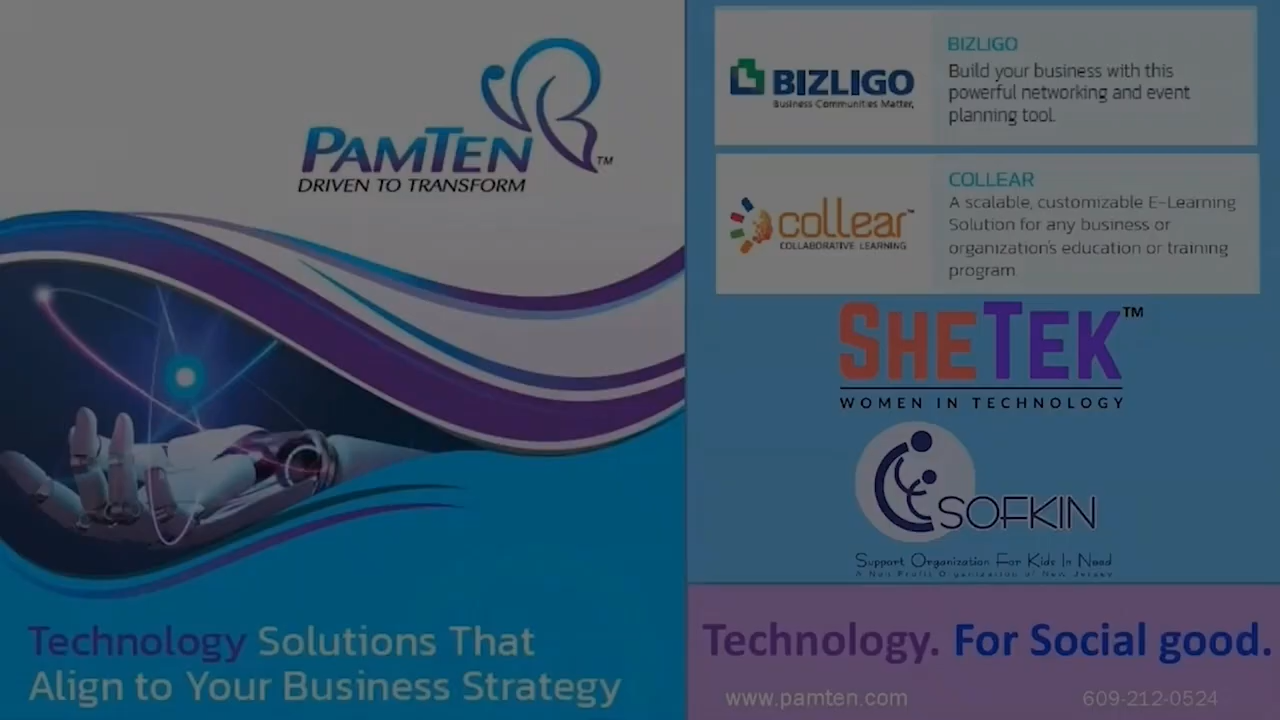 PAMTEN™
DRIVEN TO TRANSFORM
Technology Solutions That
Align to Your Business Strategy
BIZLIGO
Business Communities Matter.
BIZLIGO
Build your business with this
powerful networking and event
planning tool.
collear™
COLLABORATIVE LEARNING
COLLEAR
A scalable, customizable E-Learning
Solution for any business or
organization's education or training
program
SHETEK™
WOMEN IN TECHNOLOGY
SOFKIN
Support Organization For Kids In Need
A Non Profit Organization of New Jersey
Technology. For Social good.
www.pamten.com
609-212-0524